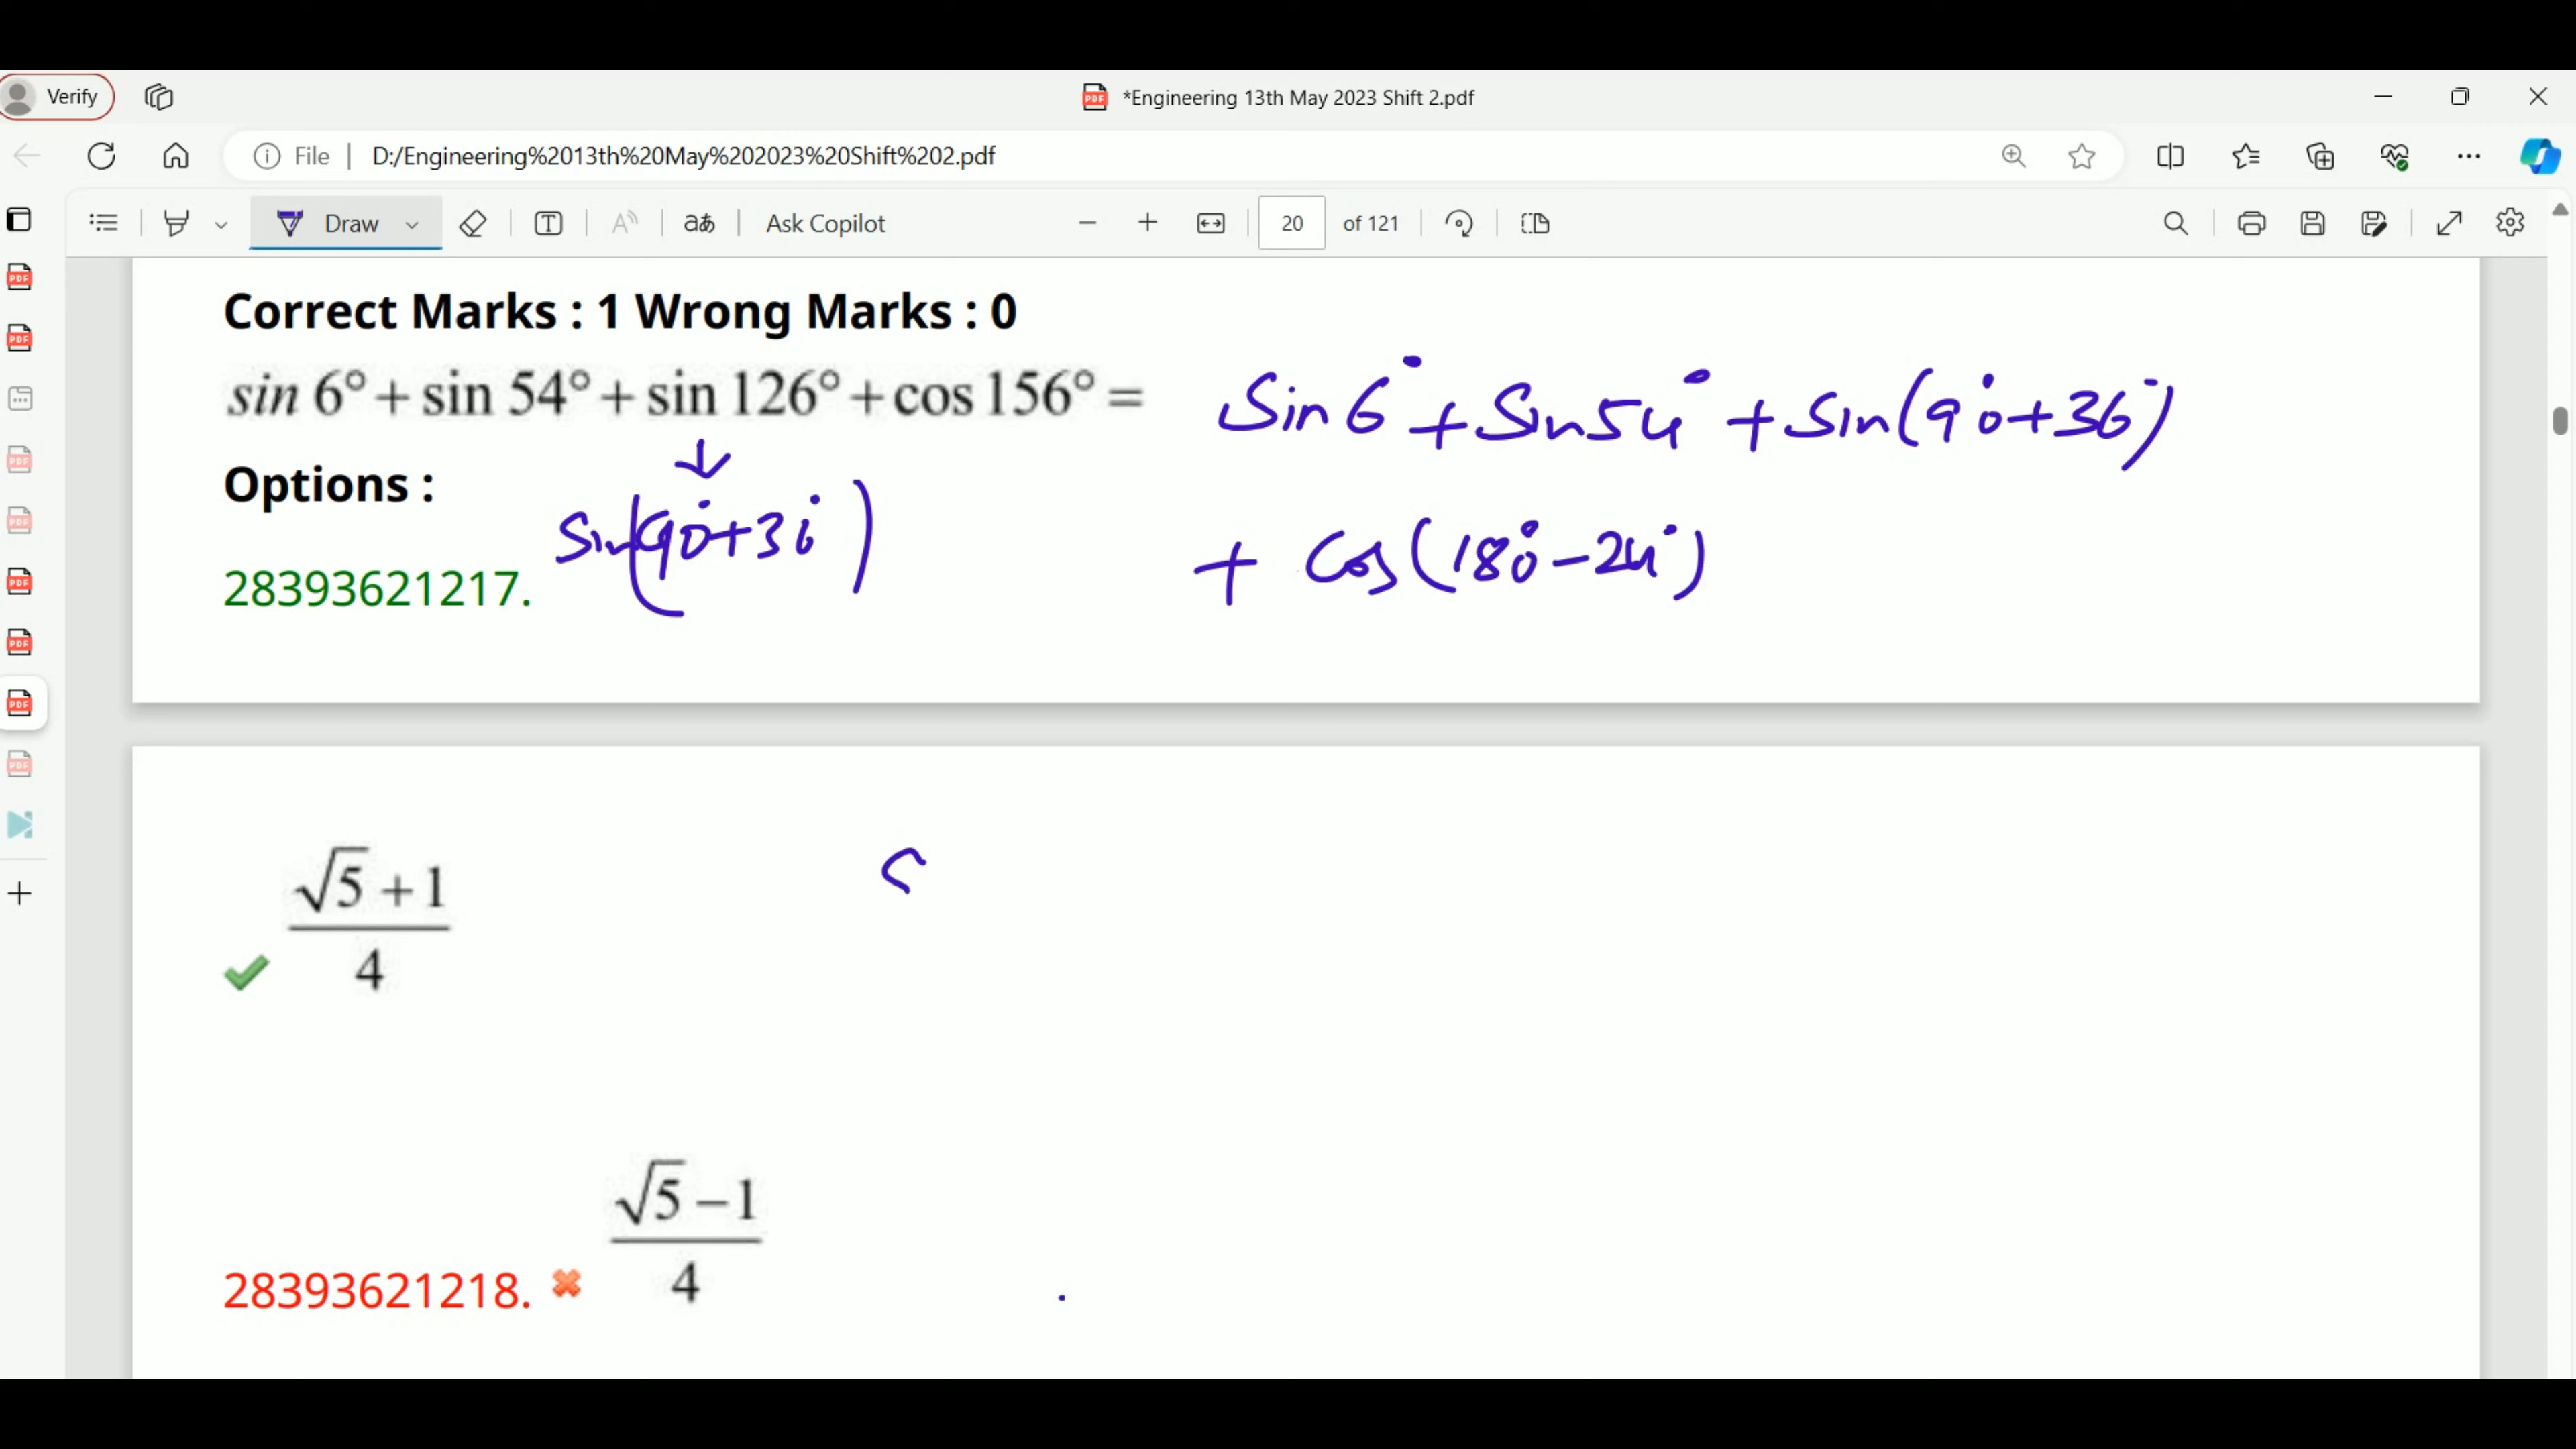 Verify
*Engineering 13th May 2023 Shift 2.pdf
File | D:/Engineering%2013th%20May%202023%20Shift%202.pdf
Draw aあ Ask Copilot 20 of 121
Correct Marks : 1 Wrong Marks : 0
sin 6° + sin 54° + sin 126° + cos 156° =
Sin 6° + Sin 54° + Sin(90°+36°)
Options :
Sin(90°+36°)
+ Cos(180°-24°)
28393621217.
√5 + 1
4
√5 − 1
4
28393621218.